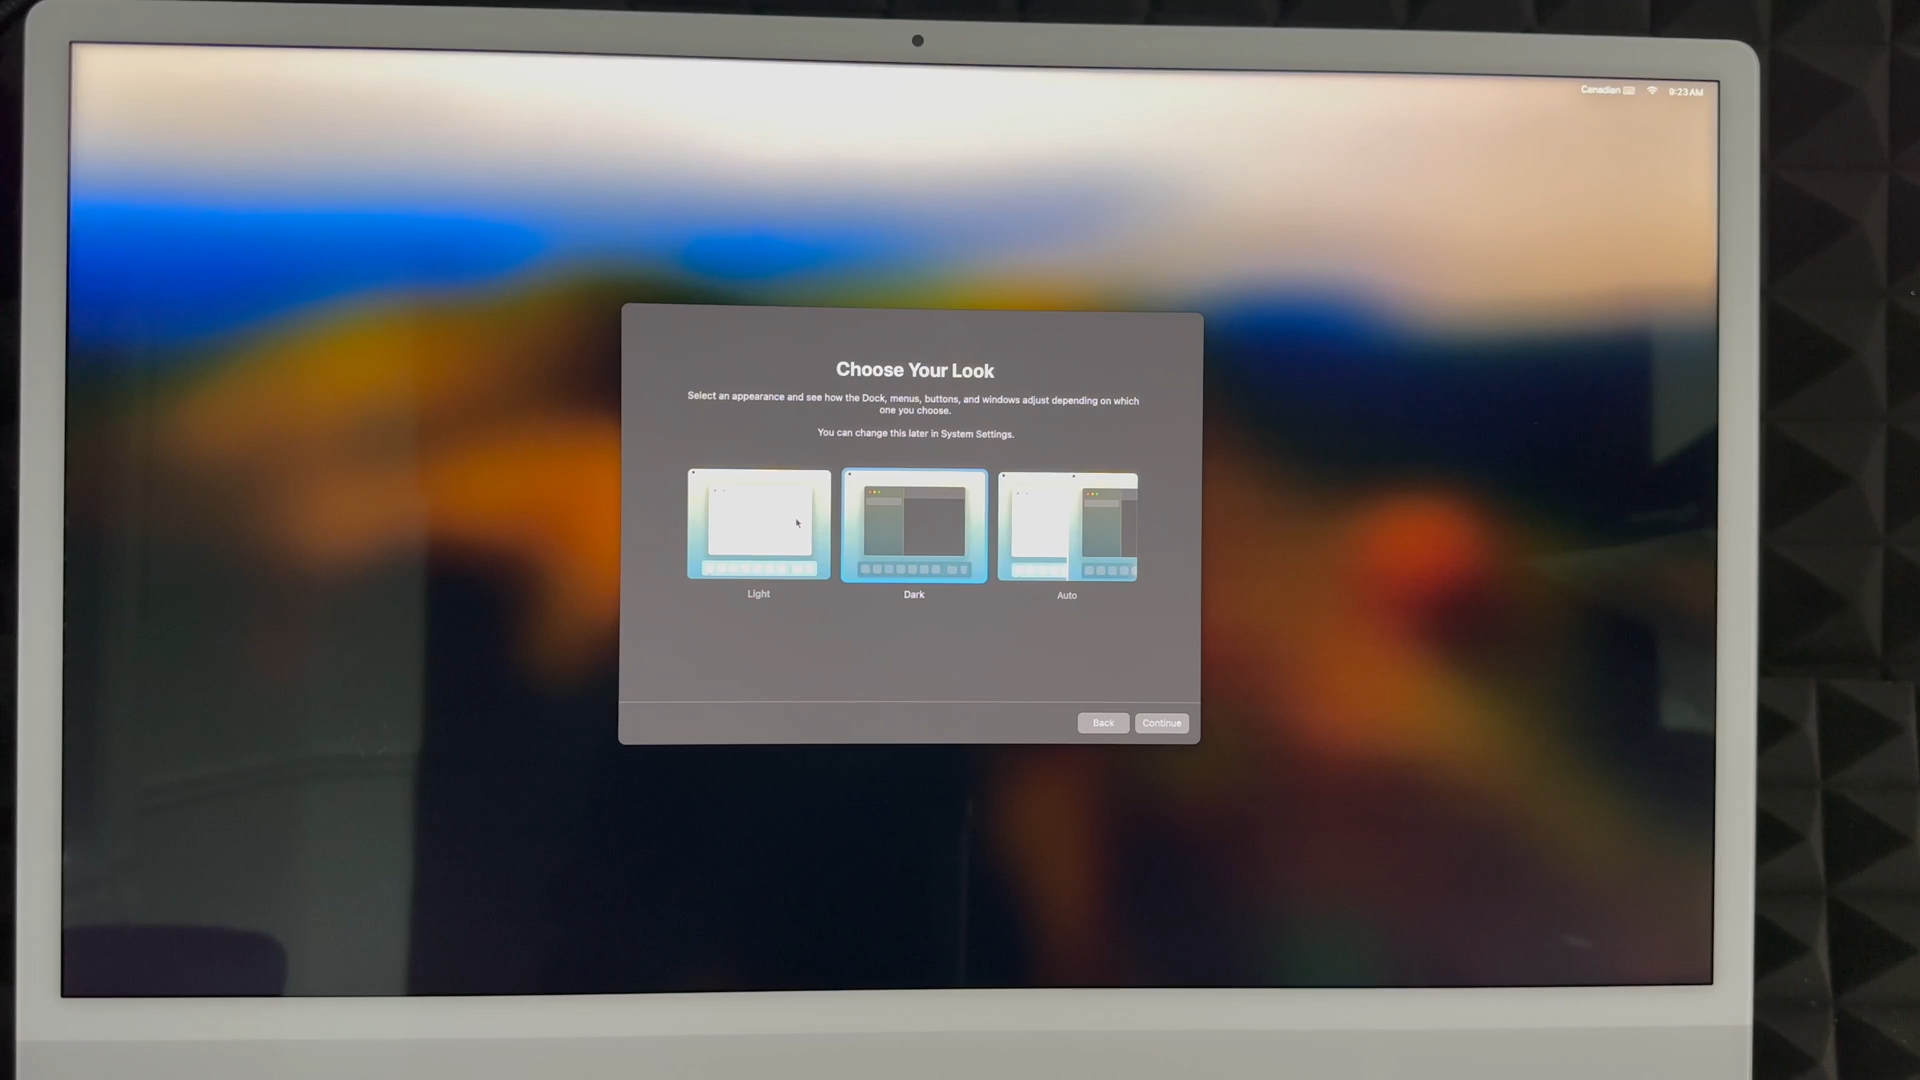 Canadian 9:23 AM
Choose Your Look
Select an appearance and see how the Dock, menus, buttons, and windows adjust depending on which
one you choose.
You can change this later in System Settings.
Light Dark Auto
Back Continue